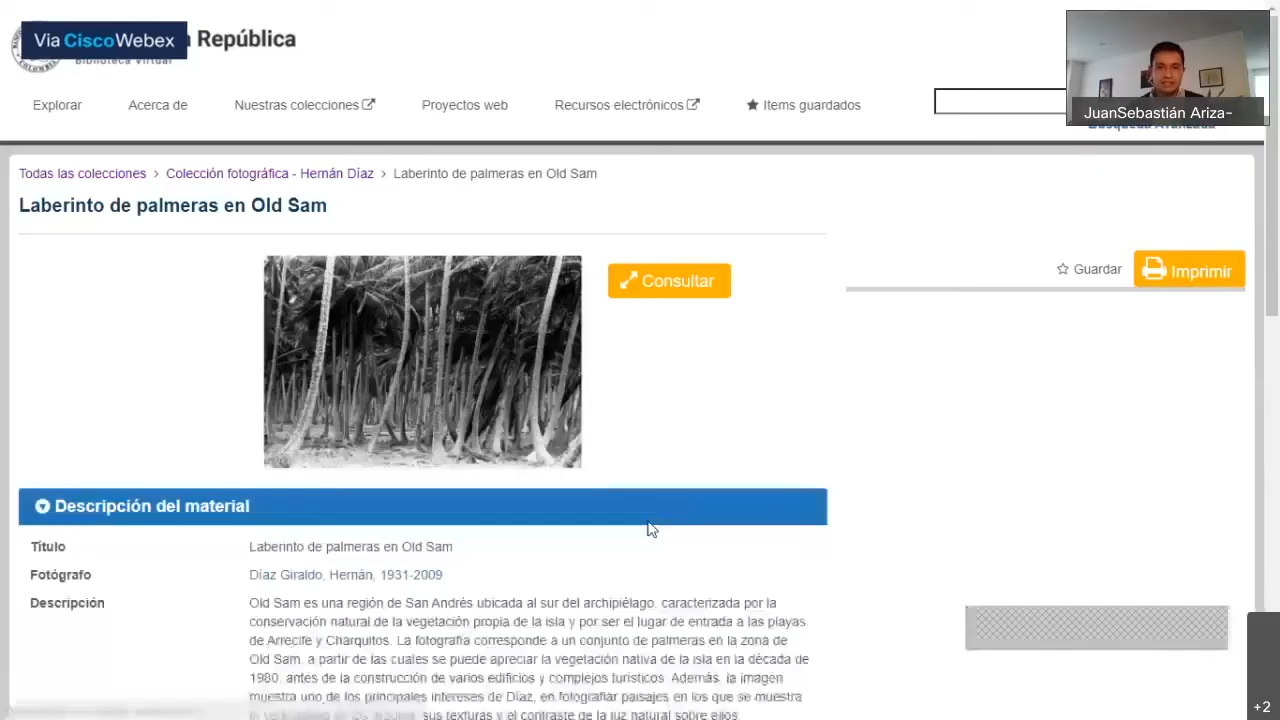 Via CiscoWebex
República
Biblioteca Virtual
Explorar
Acerca de
Nuestras colecciones
Proyectos web
Recursos electrónicos
Items guardados
JuanSebastián Ariza-
Búsqueda Avanzada
Todas las colecciones › Colección fotográfica - Hernán Díaz › Laberinto de palmeras en Old Sam
Laberinto de palmeras en Old Sam
Consultar
Guardar
Imprimir
Descripción del material
Título Laberinto de palmeras en Old Sam
Fotógrafo Díaz Giraldo, Hernán, 1931-2009
Descripción Old Sam es una región de San Andrés ubicada al sur del archipiélago, caracterizada por la
conservación natural de la vegetación propia de la isla y por ser el lugar de entrada a las playas
de Arrecife y Charquitos. La fotografía corresponde a un conjunto de palmeras en la zona de
Old Sam, a partir de las cuales se puede apreciar la vegetación nativa de la isla en la década de
1980, antes de la construcción de varios edificios y complejos turísticos. Además, la imagen
muestra uno de los principales intereses de Díaz, en fotografiar paisajes en los que se muestra
sus texturas y el contraste de la luz natural sobre ellos.
+2